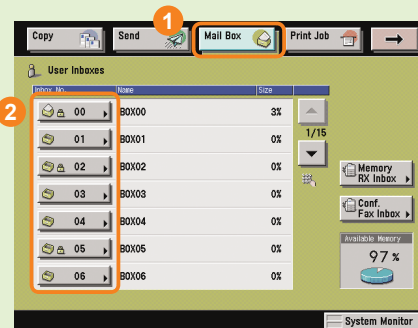 1
Copy Send Mail Box Print Job
User Inboxes
Inbox No. Name Size
2
00 BOX00 3%
01 BOX01 0%
1/15
02 BOX02 0%
Memory
RX Inbox
03 BOX03 0%
Conf.
Fax Inbox
04 BOX04 0%
Available Memory
05 BOX05 0%
97 %
06 BOX06 0%
System Monitor